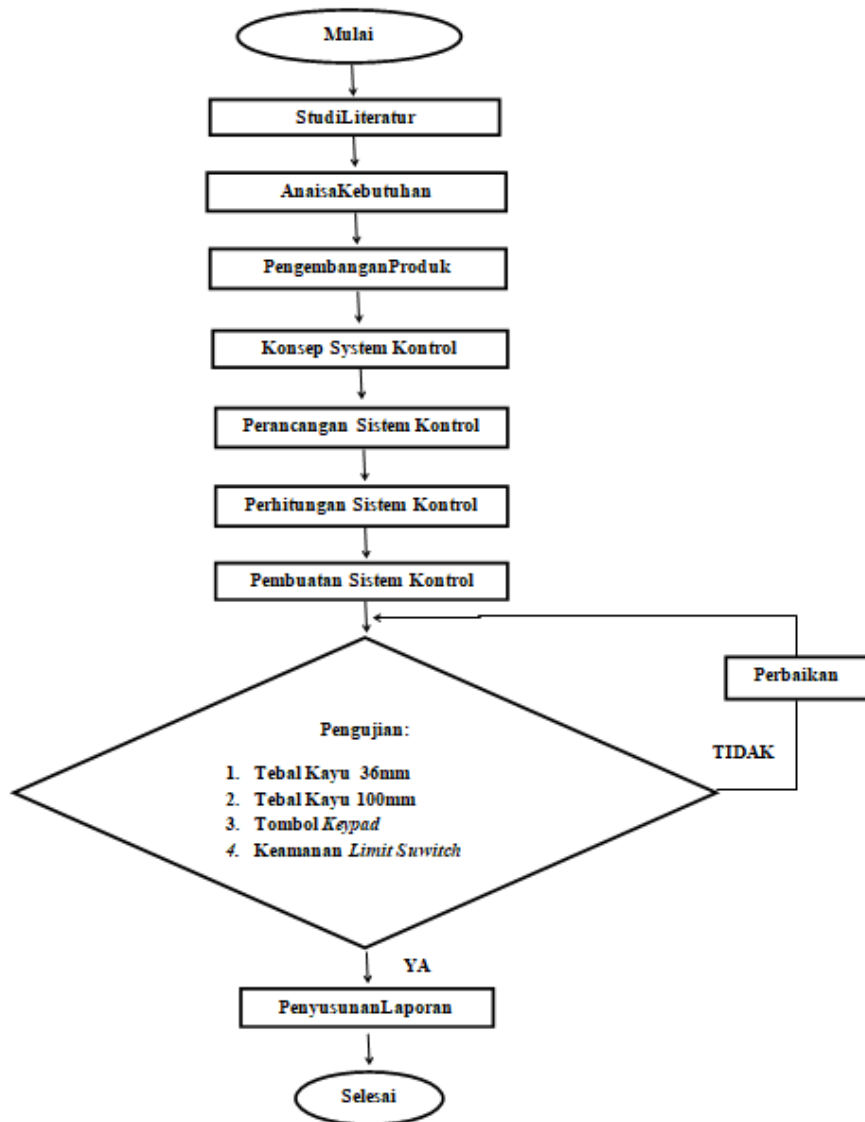 Mulai
StudiLiteratur
AnaisaKebutuhan
PengembanganProduk
Konsep System Kontrol
Perancangan Sistem Kontrol
Perhitungan Sistem Kontrol
Pembuatan Sistem Kontrol
Perbaikan
TIDAK
Pengujian:
1. Tebal Kayu 36mm
2. Tebal Kayu 100mm
3. Tombol Keypad
4. Keamanan Limit Suwitch
YA
PenyusunanLaporan
Selesai